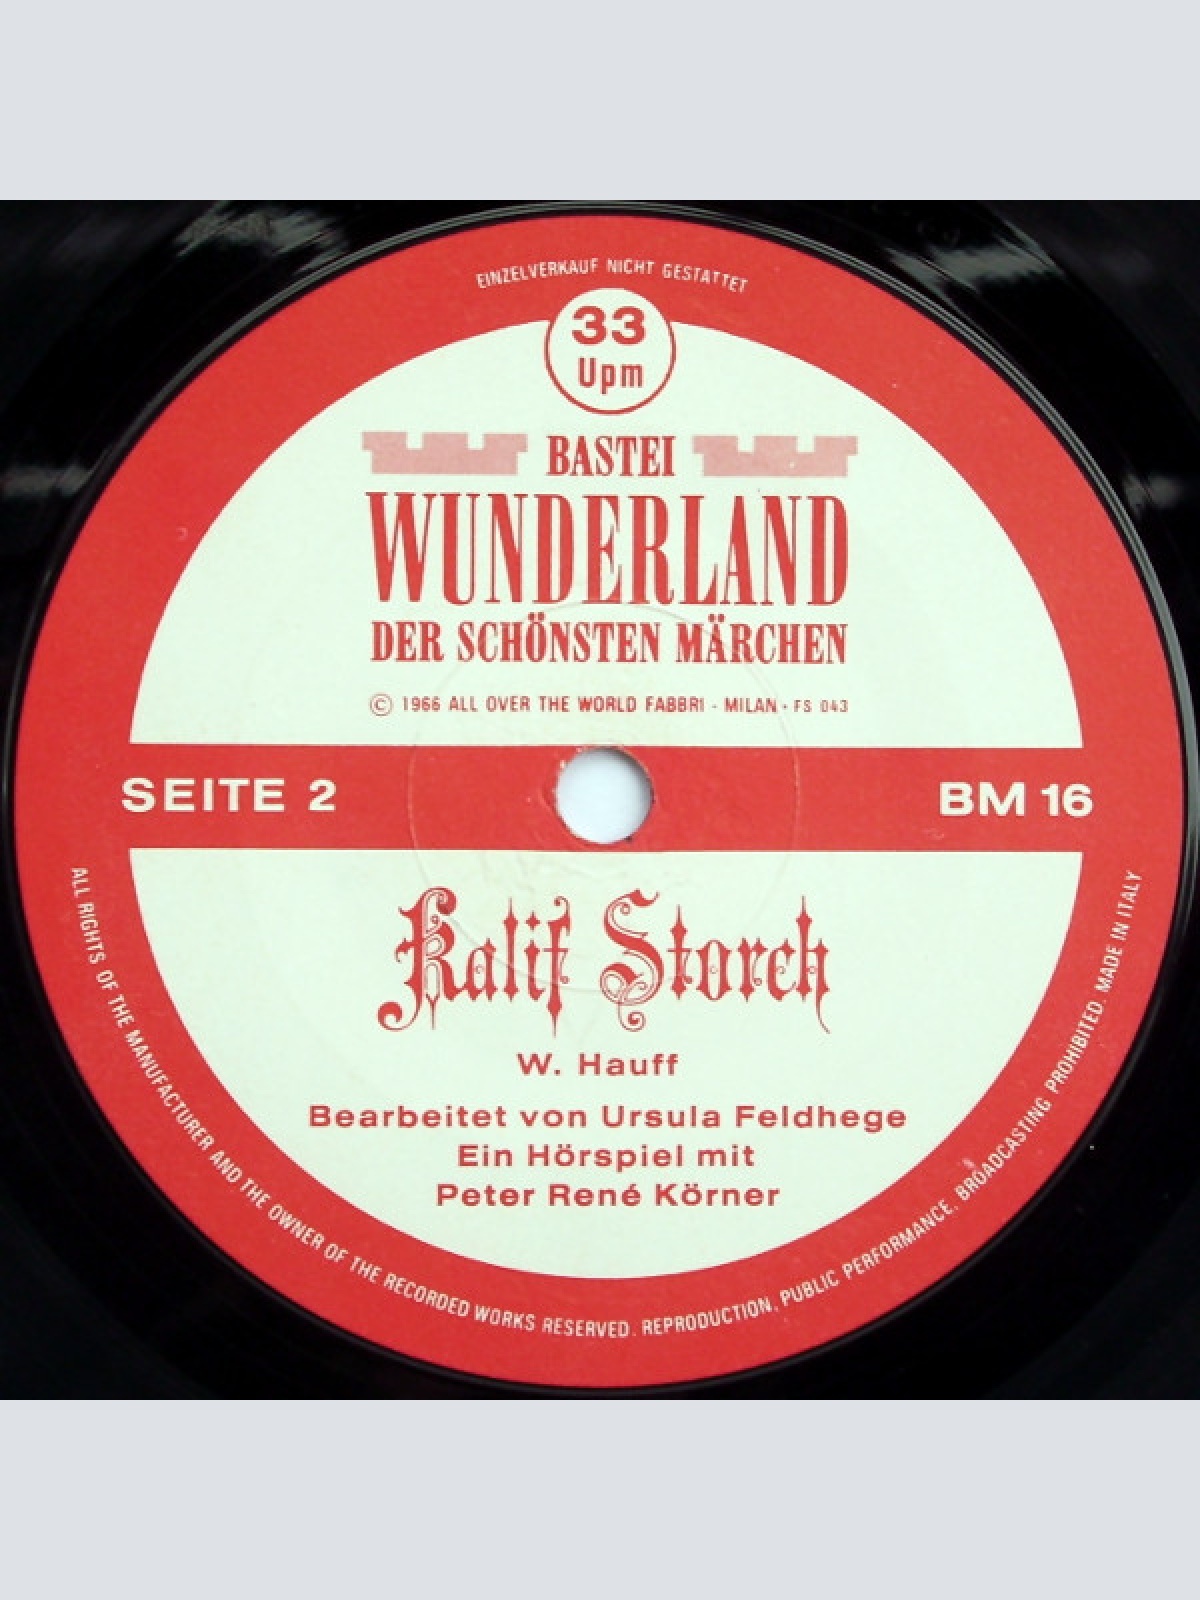 EINZELVERKAUF NICHT GESTATTET
33
Upm
BASTEI
WUNDERLAND
DER SCHÖNSTEN MÄRCHEN
© 1966 ALL OVER THE WORLD FABBRI - MILAN - FS 043
SEITE 2
BM 16
Kalif Storch
W. Hauff
Bearbeitet von Ursula Feldhege
Ein Hörspiel mit
Peter René Körner
ALL RIGHTS OF THE MANUFACTURER AND THE OWNER OF THE RECORDED WORKS RESERVED. REPRODUCTION, PUBLIC PERFORMANCE, BROADCASTING PROHIBITED. MADE IN ITALY